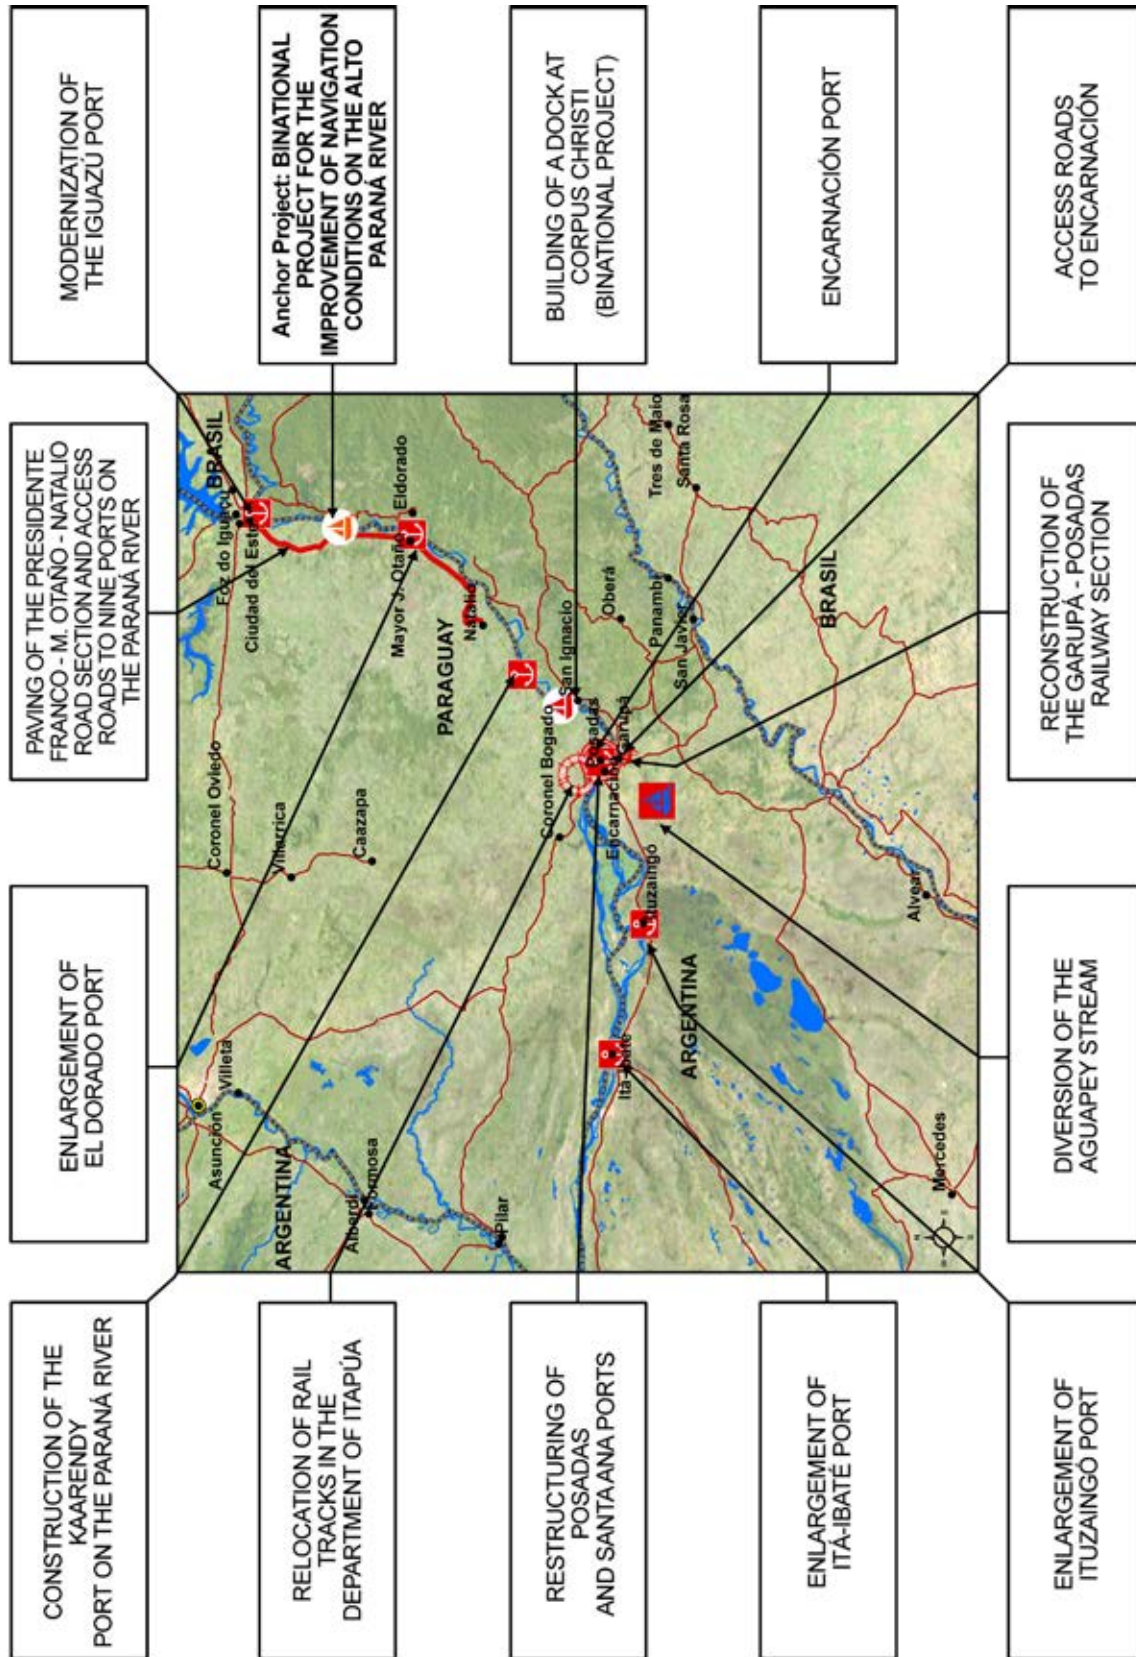 CONSTRUCTION OF THE
KAARENDY
PORT ON THE PARANÁ RIVER
ENLARGEMENT OF
EL DORADO PORT
PAVING OF THE PRESIDENTE
FRANCO - M. OTAÑO - NATALIO
ROAD SECTION AND ACCESS
ROADS TO NINE PORTS ON
THE PARANÁ RIVER
MODERNIZATION OF
THE IGUAZÚ PORT
RELOCATION OF RAIL
TRACKS IN THE
DEPARTMENT OF ITAPÚA
Anchor Project: BINATIONAL
PROJECT FOR THE
IMPROVEMENT OF NAVIGATION
CONDITIONS ON THE ALTO
PARANÁ RIVER
RESTUCTURING OF
POSADAS
AND SANTA ANA PORTS
BUILDING OF A DOCK AT
CORPUS CHRISTI
(BINATIONAL PROJECT)
ENLARGEMENT OF
ITÁ-IBATÉ PORT
ENCARNACIÓN PORT
ENLARGEMENT OF
ITUZAINGÓ PORT
DIVERSION OF THE
AGUAPEY STREAM
RECONSTRUCTION OF
THE GARUPÁ - POSADAS
RAILWAY SECTION
ACCESS ROADS
TO ENCARNACIÓN
Asunción
Villeta
Coronel Oviedo
Foz do Iguaçu
BRASIL
Ciudad del Este
Villarrica
ARGENTINA
Alberdi
Formosa
Caazapa
Mayor J. Otaño
Eldorado
PARAGUAY
Natalio
Pilar
Coronel Bogado
San Ignacio
Posadas
Encarnación
Garupá
Oberá
Itá-Ibaté
Ituzaingó
Panambí
Tres de Maio
San Javier
Santa Rosa
ARGENTINA
BRASIL
Alvear
Mercedes
N